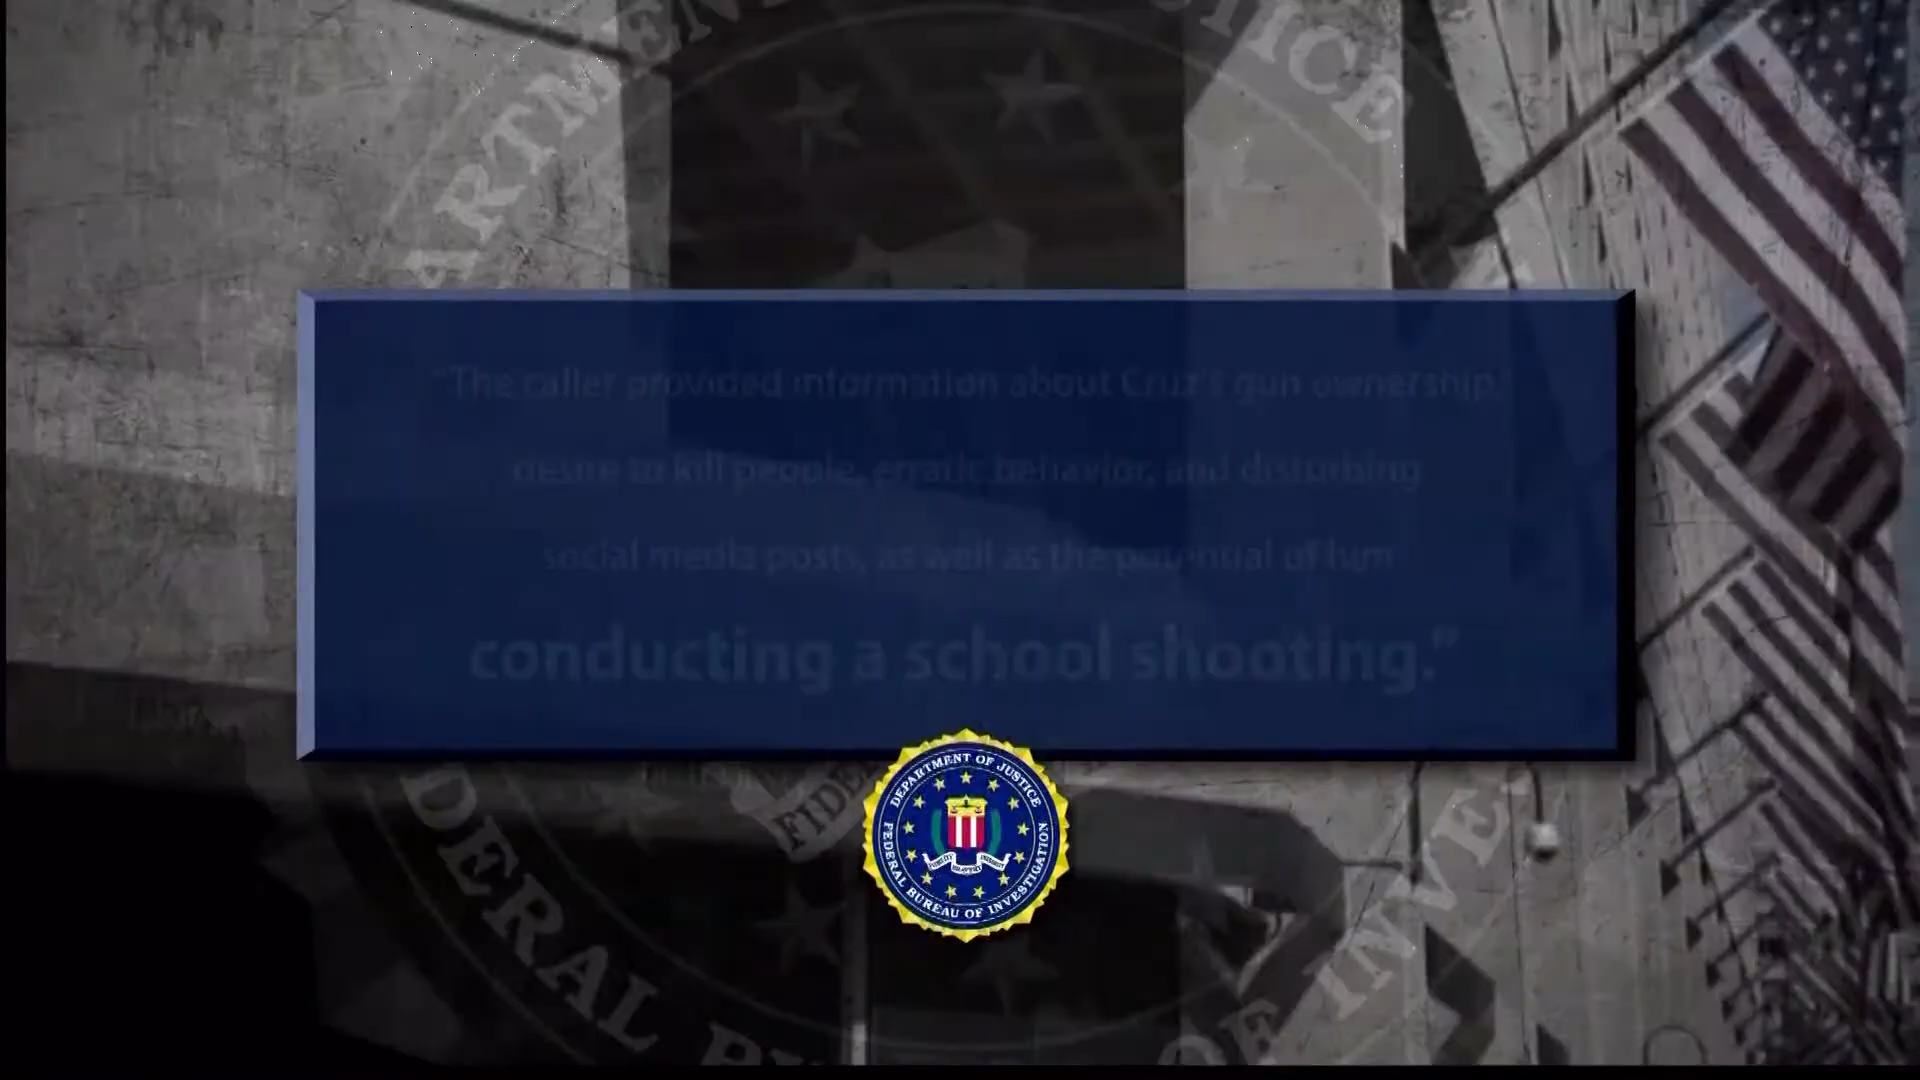 "The caller provided information about Cruz's gun ownership,
desire to kill people, erratic behavior, and disturbing
social media posts, as well as the potential of him
conducting a school shooting."
DEPARTMENT OF JUSTICE
FEDERAL BUREAU OF INVESTIGATION